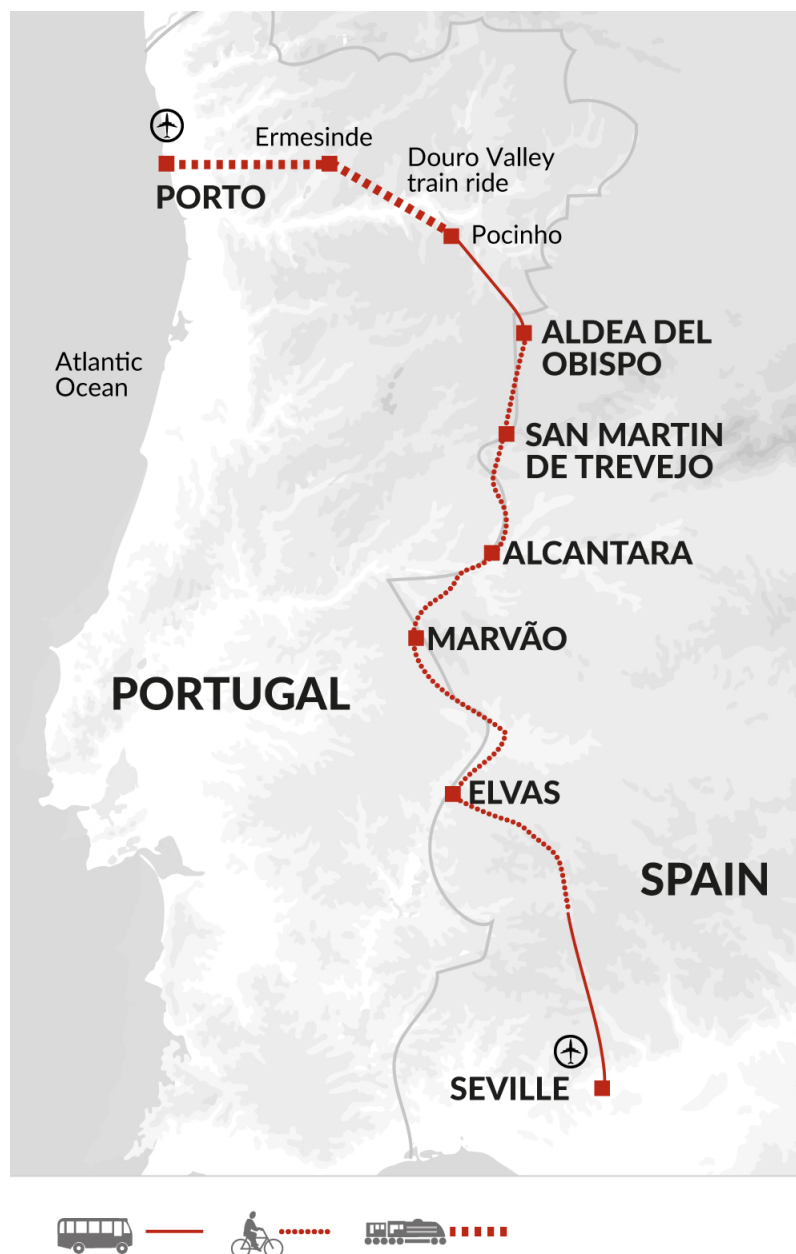 Ermesinde
Douro Valley
train ride
PORTO
Pocinho
ALDEA DEL
OBISPO
Atlantic
Ocean
SAN MARTIN
DE TREVEJO
ALCANTARA
MARVÃO
PORTUGAL
ELVAS
SPAIN
SEVILLE